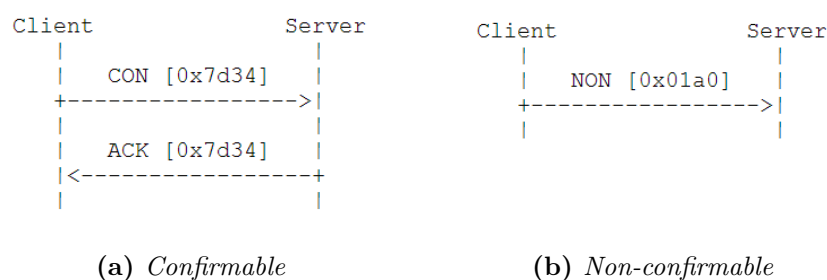 Client Server
CON [0x7d34]
ACK [0x7d34]
(a) Confirmable
Client Server
NON [0x01a0]
(b) Non-confirmable